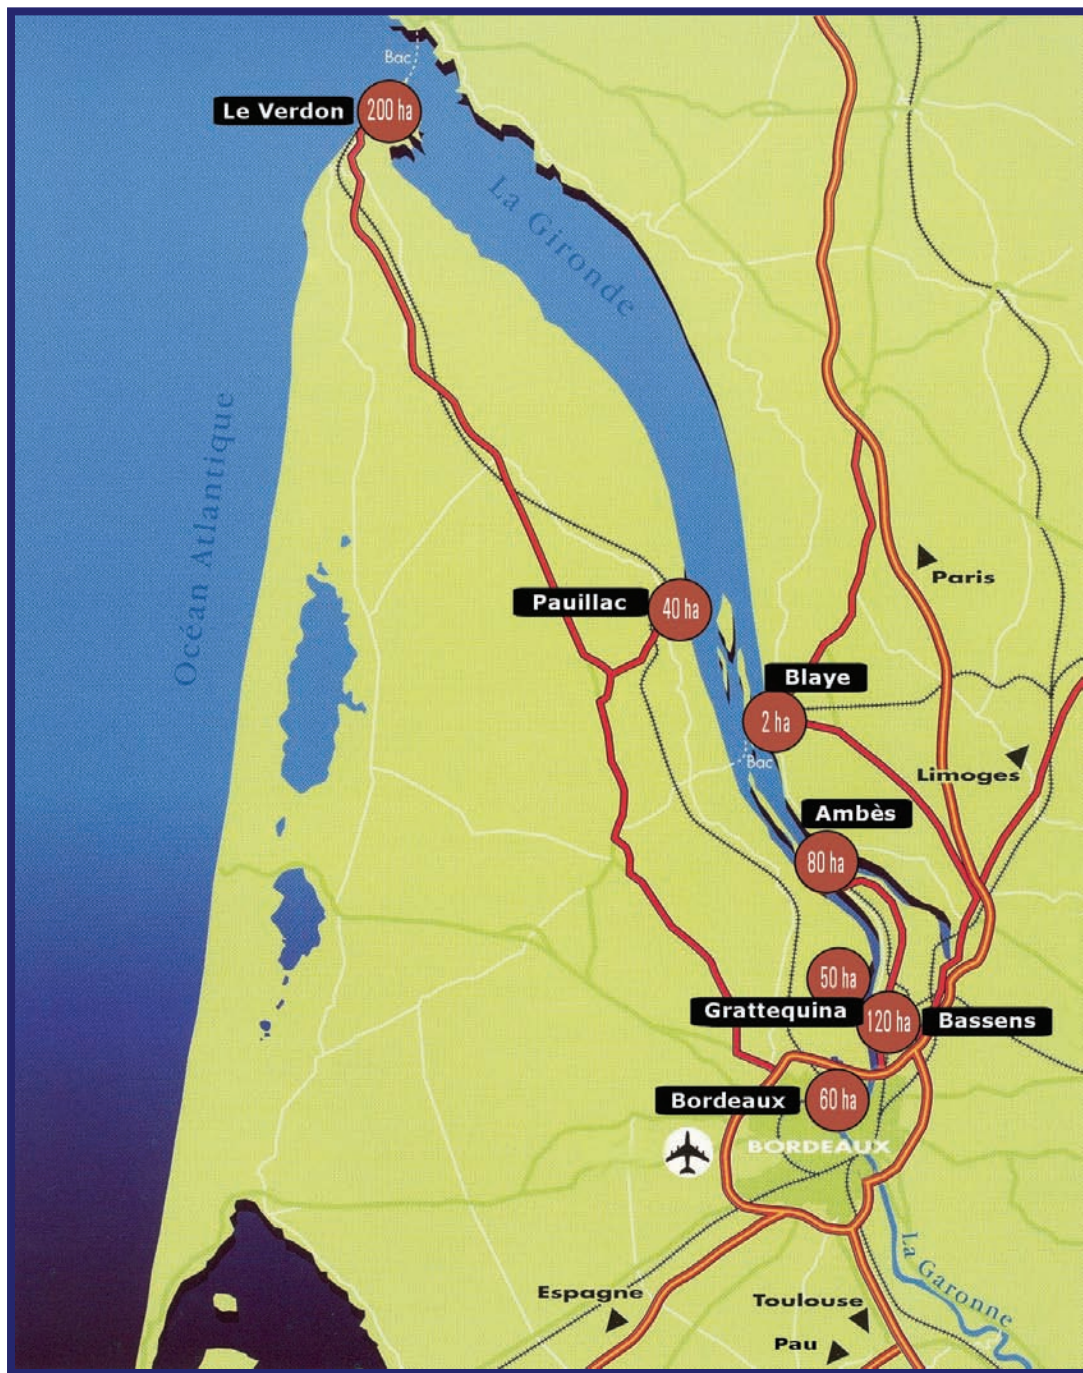 Bac
Le Verdon
200 ha
La Gironde
Océan Atlantique
Paris
Pauillac
40 ha
Blaye
2 ha
Bac
Limoges
Ambès
80 ha
50 ha
Grattequina
120 ha
Bassens
Bordeaux
60 ha
BORDEAUX
La Garonne
Espagne
Toulouse
Pau